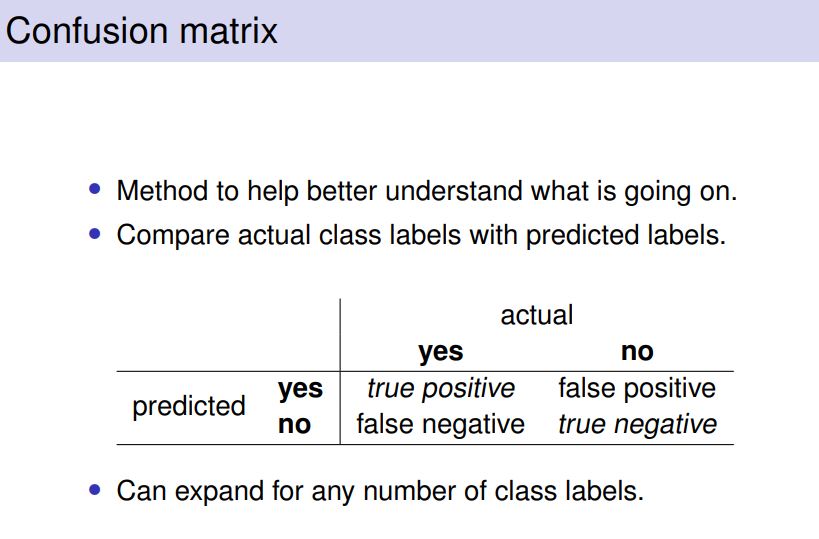 Confusion matrix
Method to help better understand what is going on.
Compare actual class labels with predicted labels.
actual
yes no
predicted yes true positive false positive
no false negative true negative
Can expand for any number of class labels.